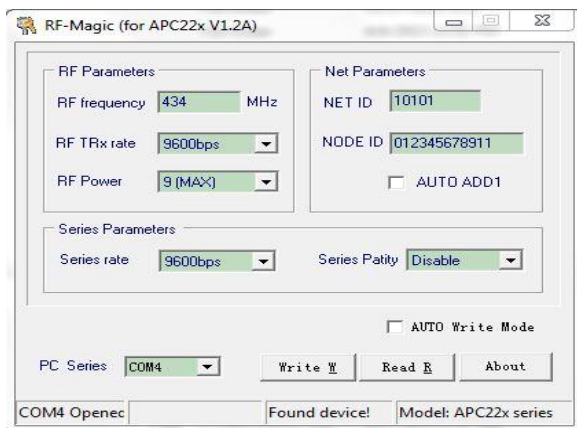 RF-Magic (for APC22x V1.2A)
RF Parameters
RF frequency 434 MHz
RF TRx rate 9600bps
RF Power 9 (MAX)
Net Parameters
NET ID 10101
NODE ID 012345678911
AUTO ADD1
Series Parameters
Series rate 9600bps Series Patity Disable
AUTO Write Mode
PC Series COM4 Write W Read R About
COM4 Opened Found device! Model: APC22x series